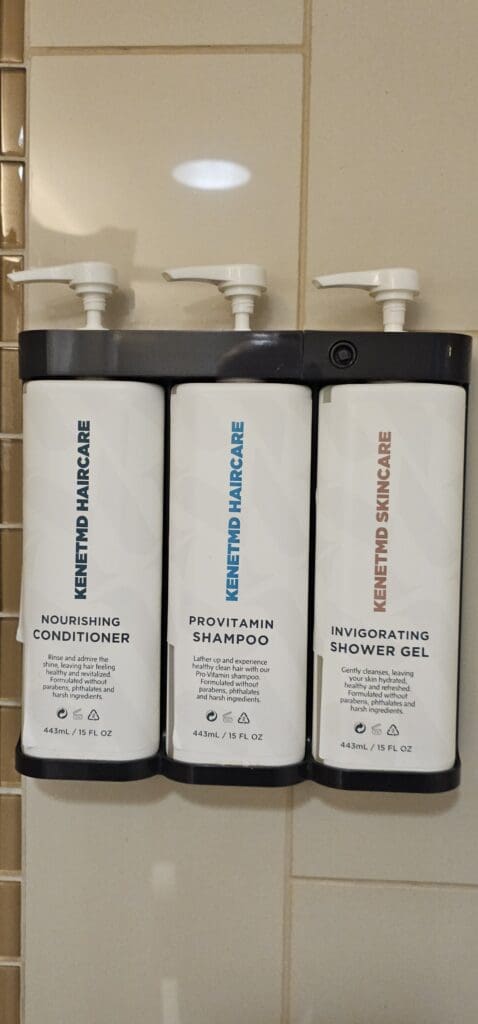 KENETMD HAIRCARE
NOURISHING
CONDITIONER
Rinse and admire the
shine, leaving hair feeling
healthy and revitalized.
Formulated without
parabens, phthalates and
harsh ingredients.
443mL / 15 FL OZ
KENETMD HAIRCARE
PROVITAMIN
SHAMPOO
Lather up and experience
healthy clean hair with our
Pro-Vitamin shampoo.
Formulated without
parabens, phthalates
and harsh ingredients.
443mL / 15 FL OZ
KENETMD SKINCARE
INVIGORATING
SHOWER GEL
Gently cleanses, leaving
your skin hydrated,
healthy and refreshed.
Formulated without
parabens, phthalates and
harsh ingredients.
443mL / 15 FL OZ